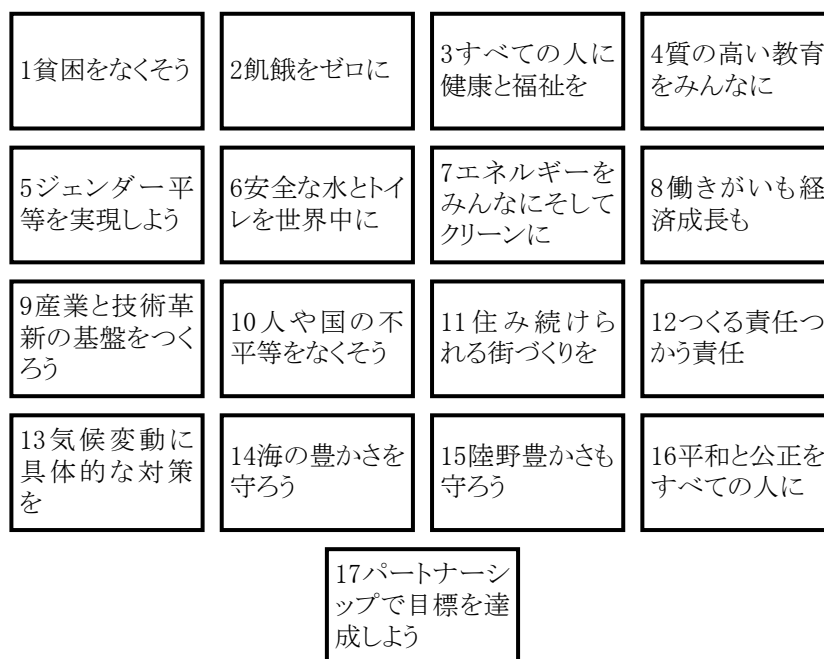 1貧困をなくそう
2飢餓をゼロに
3すべての人に
健康と福祉を
4質の高い教育
をみんなに
5ジェンダー平
等を実現しよう
6安全な水とトイ
レを世界中に
7エネルギーを
みんなにそして
クリーンに
8働きがいも経
済成長も
9産業と技術革
新の基盤をつく
ろう
10人や国の不
平等をなくそう
11住み続けら
れる街づくりを
12つくる責任つ
かう責任
13気候変動に
具体的な対策
を
14海の豊かさを
守ろう
15陸野豊かさも
守ろう
16平和と公正を
すべての人に
17パートナーシ
ップで目標を達
成しよう